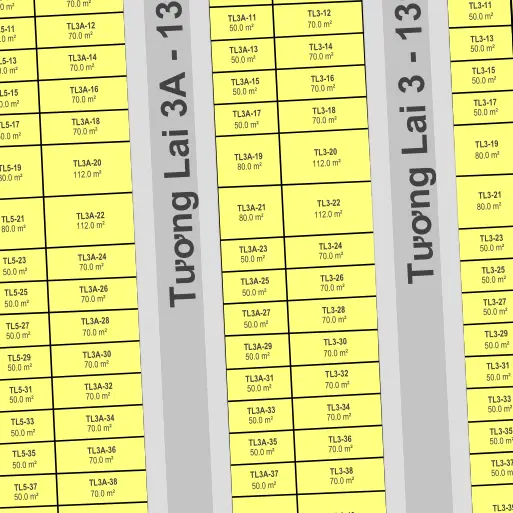 70.0 m²
TL3A-12
70.0 m²
TL3A-14
70.0 m²
TL3A-16
70.0 m²
TL3A-18
70.0 m²
TL3A-20
112.0 m²
TL3A-22
112.0 m²
TL3A-24
70.0 m²
TL3A-26
70.0 m²
TL3A-28
70.0 m²
TL3A-30
70.0 m²
TL3A-32
70.0 m²
TL3A-34
70.0 m²
TL3A-36
70.0 m²
TL3A-38
70.0 m²
TL5-19
80.0 m²
TL5-21
80.0 m²
TL5-23
50.0 m²
TL5-25
50.0 m²
TL5-27
50.0 m²
TL5-29
50.0 m²
TL5-31
50.0 m²
TL5-33
50.0 m²
TL5-35
50.0 m²
TL5-37
50.0 m²
Tương Lai 3A - 13
TL3A-11
50.0 m²
TL3A-13
50.0 m²
TL3A-15
50.0 m²
TL3A-17
50.0 m²
TL3A-19
80.0 m²
TL3A-21
80.0 m²
TL3A-23
50.0 m²
TL3A-25
50.0 m²
TL3A-27
50.0 m²
TL3A-29
50.0 m²
TL3A-31
50.0 m²
TL3A-33
50.0 m²
TL3A-35
50.0 m²
TL3A-37
50.0 m²
TL3-12
70.0 m²
TL3-14
70.0 m²
TL3-16
70.0 m²
TL3-18
70.0 m²
TL3-20
112.0 m²
TL3-22
112.0 m²
TL3-24
70.0 m²
TL3-26
70.0 m²
TL3-28
70.0 m²
TL3-30
70.0 m²
TL3-32
70.0 m²
TL3-34
70.0 m²
TL3-36
70.0 m²
TL3-38
70.0 m²
Tương Lai 3 - 13
TL3-11
50.0 m²
TL3-13
50.0 m²
TL3-15
50.0 m²
TL3-17
50.0 m²
TL3-19
80.0 m²
TL3-21
80.0 m²
TL3-23
50.0 m²
TL3-25
50.0 m²
TL3-27
50.0 m²
TL3-29
50.0 m²
TL3-31
50.0 m²
TL3-33
50.0 m²
TL3-35
50.0 m²
TL3-37
50.0 m²